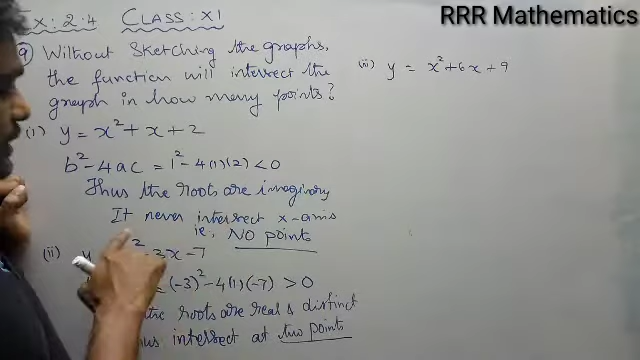 Ex: 2.4 CLASS: XI
RRR Mathematics
9) Without sketching the graphs,
the function will intersect the
graph in how many points?
(i) y = x² + x + 2
b² - 4ac = 1² - 4(1)(2) < 0
Thus the roots are imaginary
It never intersect x-axis
ie, NO points
(ii) y ² - 3x - 7
= (-3)² - 4(1)(-7) > 0
the roots are real & distinct
intersect at two points
(iii) y = x² + 6x + 9